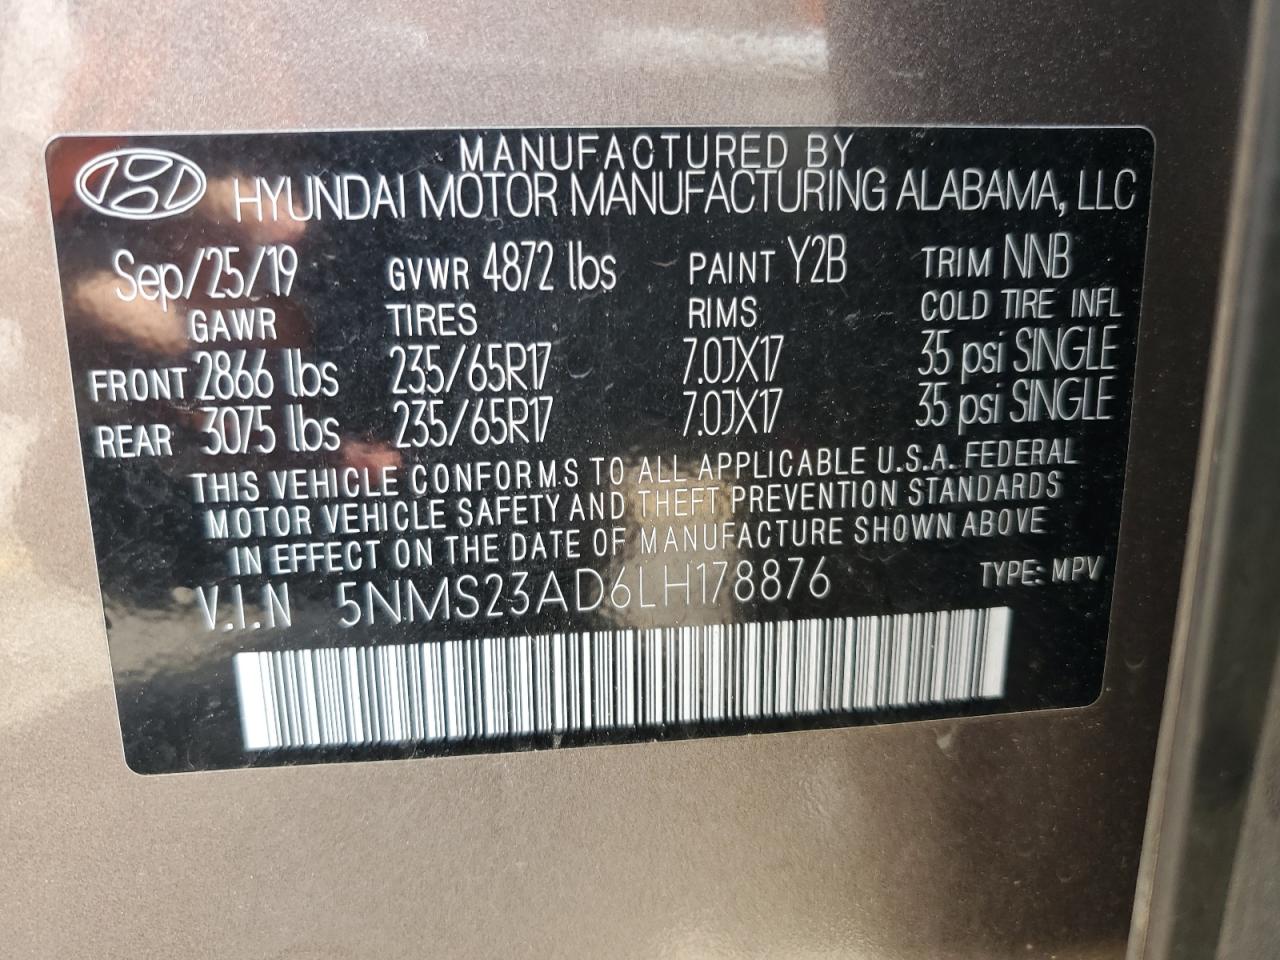 MANUFACTURED BY
HYUNDAI MOTOR MANUFACTURING ALABAMA, LLC
Sep/25/19 GVWR 4872 lbs PAINT Y2B TRIM NNB
GAWR TIRES RIMS COLD TIRE INFL
FRONT 2866 lbs 235/65R17 7.0JX17 35 psi SINGLE
REAR 3075 lbs 235/65R17 7.0JX17 35 psi SINGLE
THIS VEHICLE CONFORMS TO ALL APPLICABLE U.S.A. FEDERAL
MOTOR VEHICLE SAFETY AND THEFT PREVENTION STANDARDS
IN EFFECT ON THE DATE OF MANUFACTURE SHOWN ABOVE
V.I.N 5NMS23AD6LH178876 TYPE: MPV